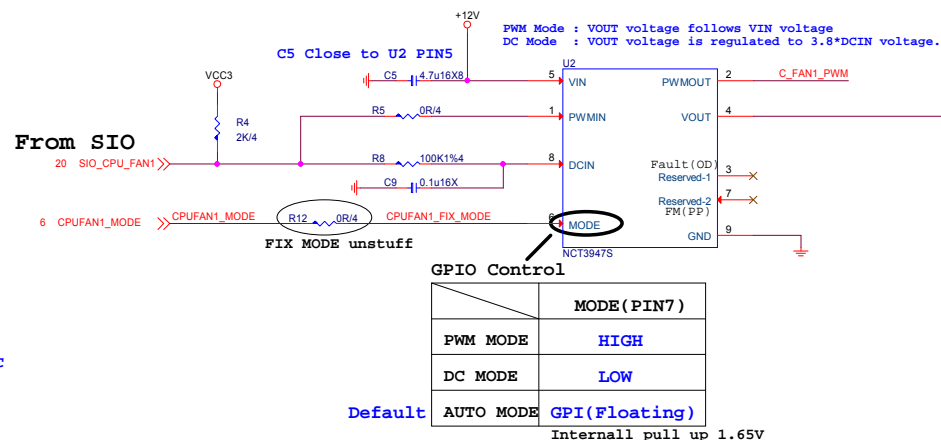 +12V
PWM Mode : VOUT voltage follows VIN voltage
DC Mode : VOUT voltage is regulated to 3.8*DCIN voltage.
C5 Close to U2 PIN5
U2
VCC3
C5 4.7u16X8
5 VIN
PWMOUT 2
C_FAN1_PWM
R5 0R/4
1 PWMIN
VOUT 4
R4
2K/4
From SIO
20 SIO_CPU_FAN1
R8 100K1%4
8 DCIN
Fault(OD)
Reserved-1 3
C9 0.1u16X
Reserved-2 7
FM(PP)
6 CPUFAN1_MODE
CPUFAN1_MODE
R12 0R/4
CPUFAN1_FIX_MODE
6 MODE
GND 9
FIX MODE unstuff
NCT3947S
GPIO Control
MODE(PIN7)
PWM MODE HIGH
C
DC MODE LOW
Default AUTO MODE GPI(Floating)
Internall pull up 1.65V